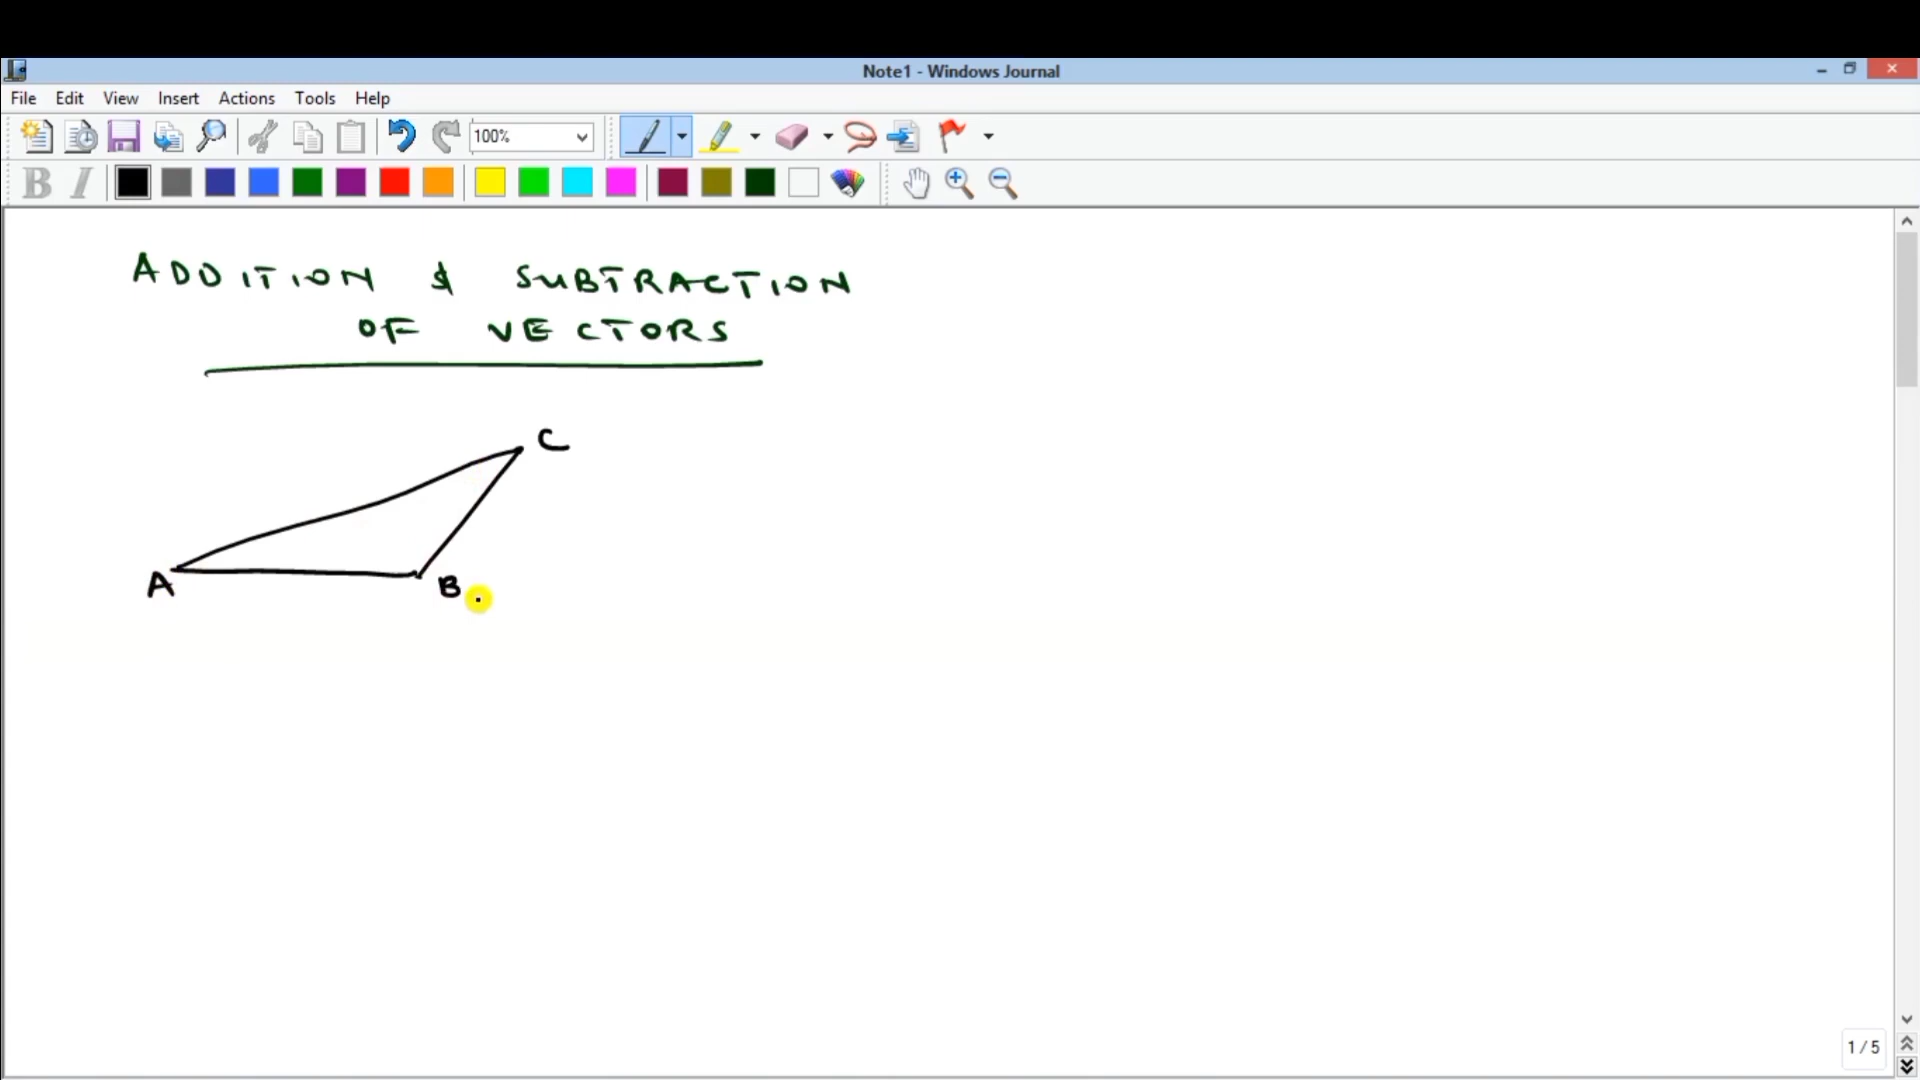 Note1 - Windows Journal
File Edit View Insert Actions Tools Help
100%
B I
ADDITION & SUBTRACTION
OF VECTORS
C
A
B
1 / 5